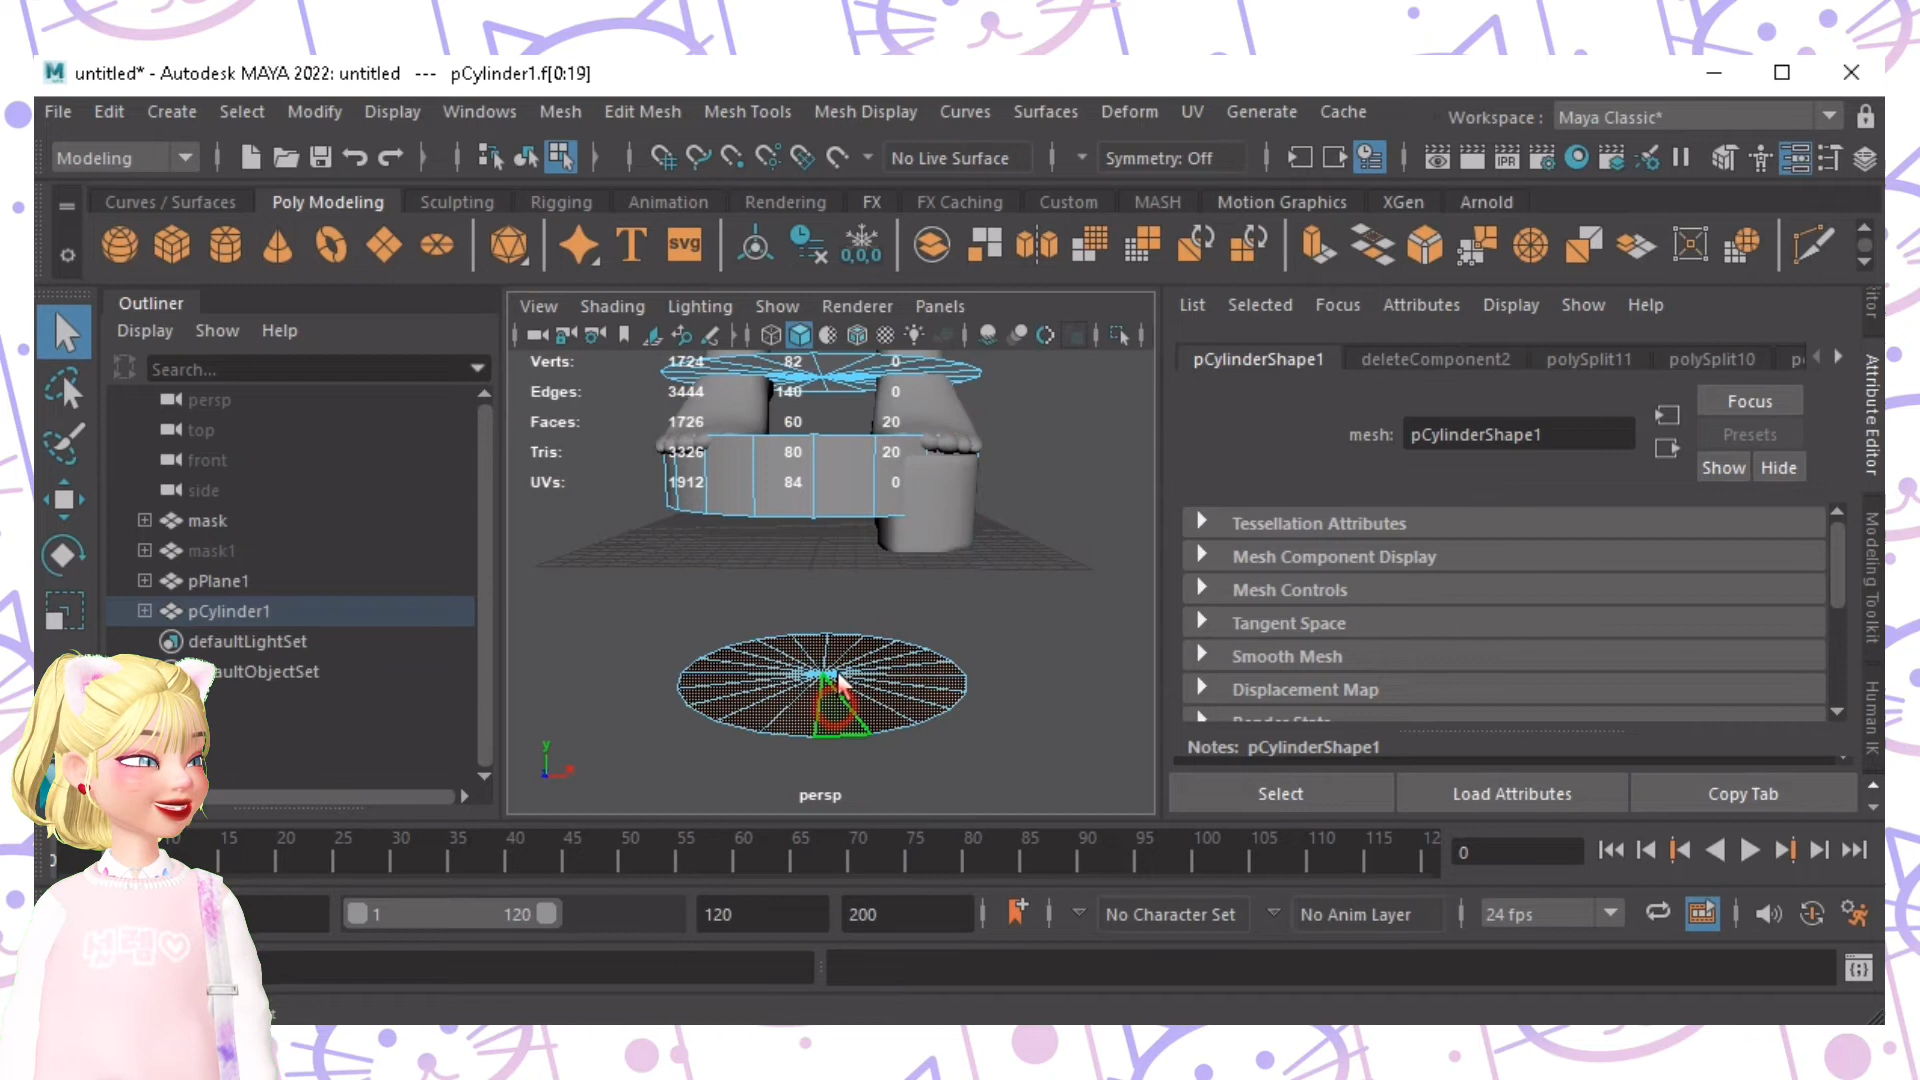 untitled* - Autodesk MAYA 2022: untitled --- pCylinder1.f[0:19]
File Edit Create Select Modify Display Windows Mesh Edit Mesh Mesh Tools Mesh Display Curves Surfaces Deform UV Generate Cache
Workspace : Maya Classic*
Modeling No Live Surface Symmetry: Off IPR
Curves / Surfaces Poly Modeling Sculpting Rigging Animation Rendering FX FX Caching Custom MASH Motion Graphics XGen Arnold
T svg 0,0,0
Outliner
Display Show Help
Search...
persp
top
front
side
mask
mask1
pPlane1
pCylinder1
defaultLightSet
aultObjectSet
View Shading Lighting Show Renderer Panels
Verts: 1724 82 0
Edges: 3444 140 0
Faces: 1726 60 20
Tris: 3326 80 20
UVs: 1912 84 0
y
persp
List Selected Focus Attributes Display Show Help
pCylinderShape1 deleteComponent2 polySplit11 polySplit10
Focus
mesh: pCylinderShape1
Presets
Show Hide
Tessellation Attributes
Mesh Component Display
Mesh Controls
Tangent Space
Smooth Mesh
Displacement Map
Notes: pCylinderShape1
Select Load Attributes Copy Tab
Attribute Editor
Modeling Toolkit
Human IK
15 20 25 30 35 40 45 50 55 60 65 70 75 80 85 90 95 100 105 110 115 12
0
1 120 120 200 No Character Set No Anim Layer 24 fps